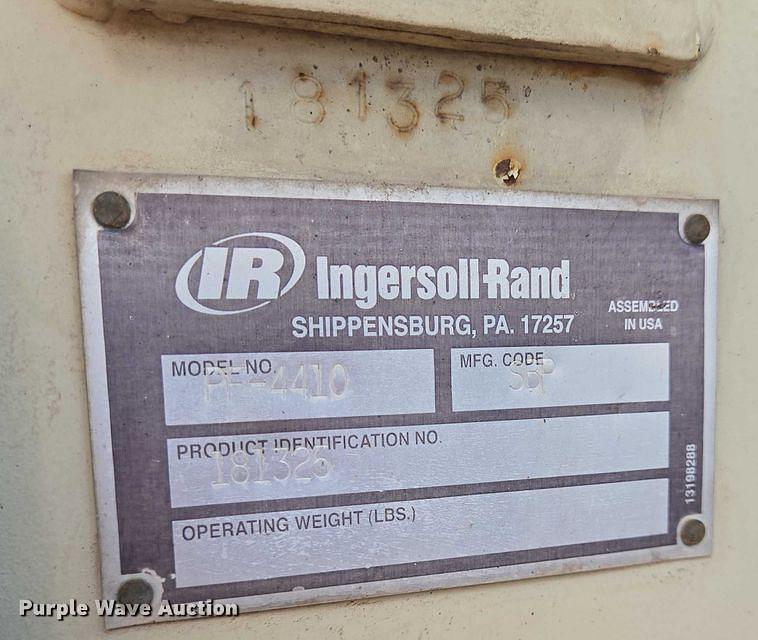 181325
IR Ingersoll-Rand
SHIPPENSBURG, PA. 17257
ASSEMBLED
IN USA
MODEL NO.
PF-4410
MFG. CODE
SBP
PRODUCT IDENTIFICATION NO.
181325
OPERATING WEIGHT (LBS.)
13198288
Purple Wave Auction